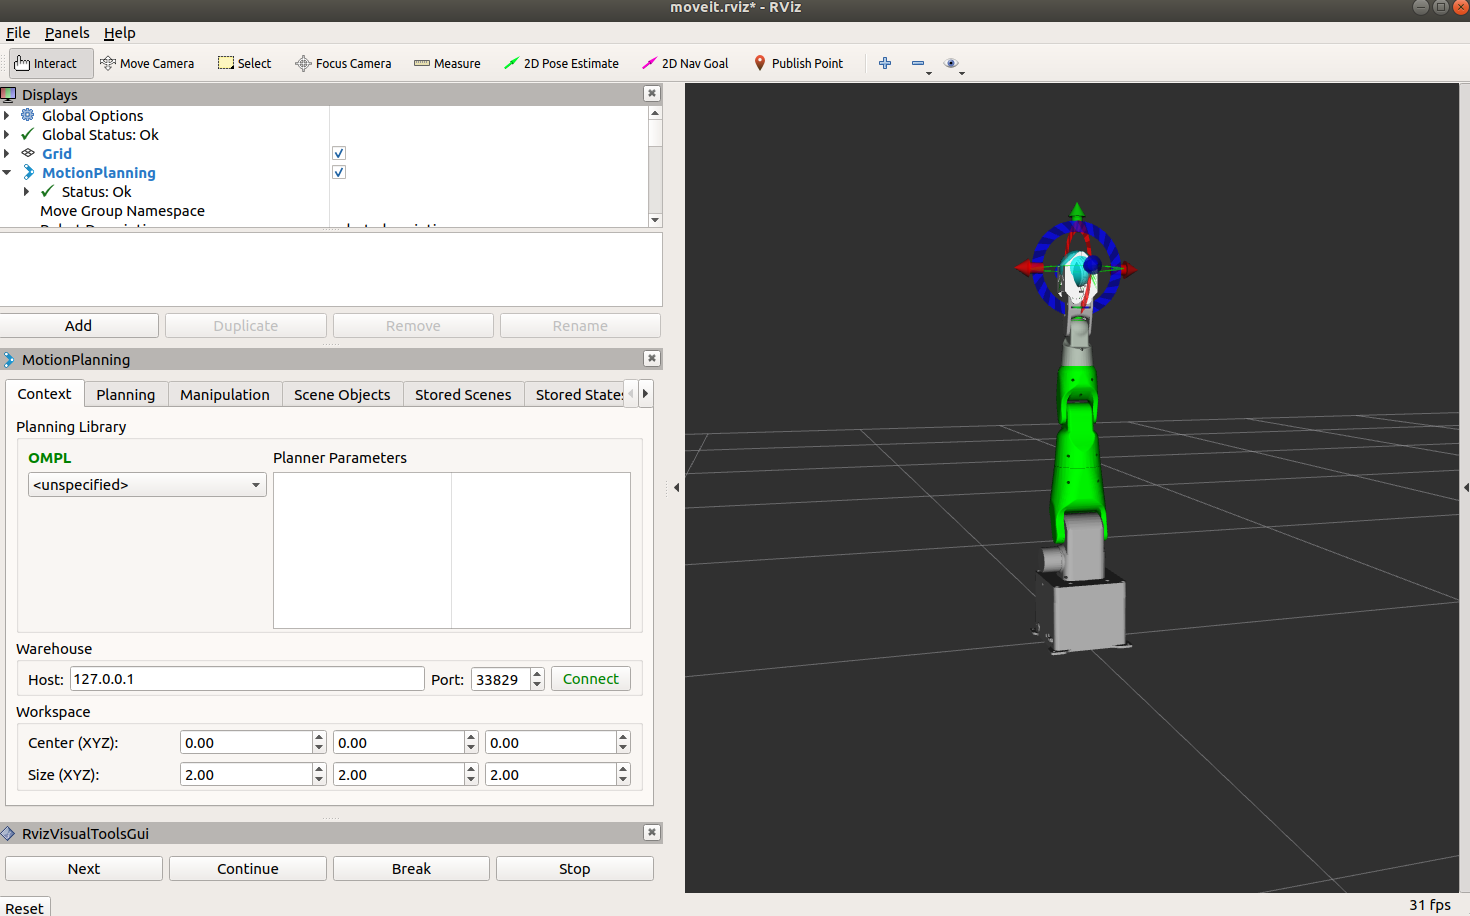 moveit.rviz* - RViz
File Panels Help
Interact Move Camera Select Focus Camera Measure 2D Pose Estimate 2D Nav Goal Publish Point
Displays
Global Options
Global Status: Ok
Grid
MotionPlanning
Status: Ok
Move Group Namespace
Add Duplicate Remove Rename
MotionPlanning
Context Planning Manipulation Scene Objects Stored Scenes Stored States
Planning Library
OMPL Planner Parameters
<unspecified>
Warehouse
Host: 127.0.0.1 Port: 33829 Connect
Workspace
Center (XYZ): 0.00 0.00 0.00
Size (XYZ): 2.00 2.00 2.00
RvizVisualToolsGui
Next Continue Break Stop
Reset 31 fps